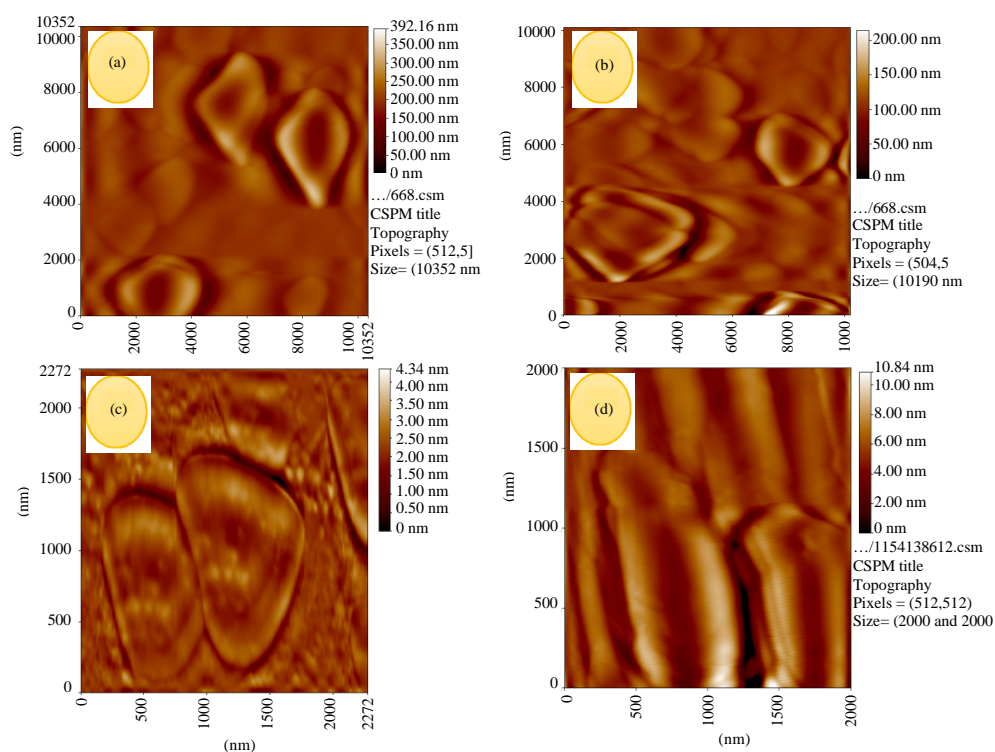 (a)
10352
10000
8000
6000
4000
2000
0
(nm)
0
2000
4000
6000
8000
1000
10352
392.16 nm
350.00 nm
300.00 nm
250.00 nm
200.00 nm
150.00 nm
100.00 nm
50.00 nm
0 nm
…/668.csm
CSPM title
Topography
Pixels = (512,5]
Size= (10352 nm
(b)
10000
8000
6000
4000
2000
0
(nm)
0
2000
4000
6000
8000
1000
200.00 nm
150.00 nm
100.00 nm
50.00 nm
0 nm
…/668.csm
CSPM title
Topography
Pixels = (504,5
Size= (10190 nm
(c)
2272
2000
1500
1000
500
0
(nm)
0
500
1000
1500
2000
2272
(nm)
4.34 nm
4.00 nm
3.50 nm
3.00 nm
2.50 nm
2.00 nm
1.50 nm
1.00 nm
0.50 nm
0 nm
(d)
2000
1500
1000
500
0
(nm)
0
500
1000
1500
2000
(nm)
10.84 nm
10.00 nm
8.00 nm
6.00 nm
4.00 nm
2.00 nm
0 nm
…/1154138612.csm
CSPM title
Topography
Pixels = (512,512)
Size= (2000 and 2000